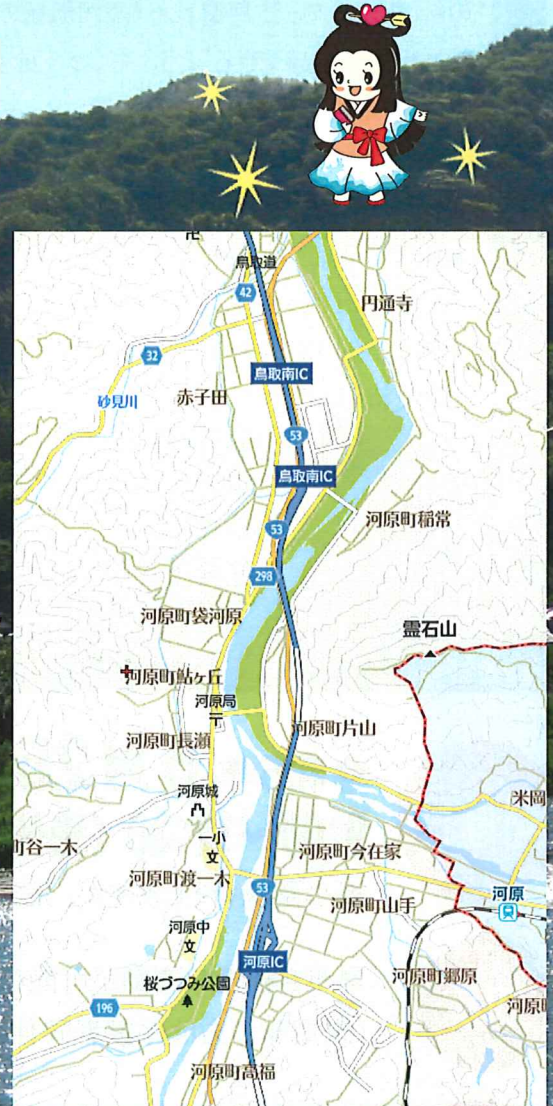 鳥取道
42
円通寺
32
鳥取南IC
砂見川
赤子田
53
鳥取南IC
河原町稲常
53
298
河原町袋河原
霊石山
河原町鮎ヶ丘
河原局
河原町片山
河原町長瀬
河原城
米岡
一小
文
町谷一木
河原町今在家
河原町渡一木
53
河原
河原町山手
河原中
文
河原IC
桜づつみ公園
河原町郷原
196
河原町高福